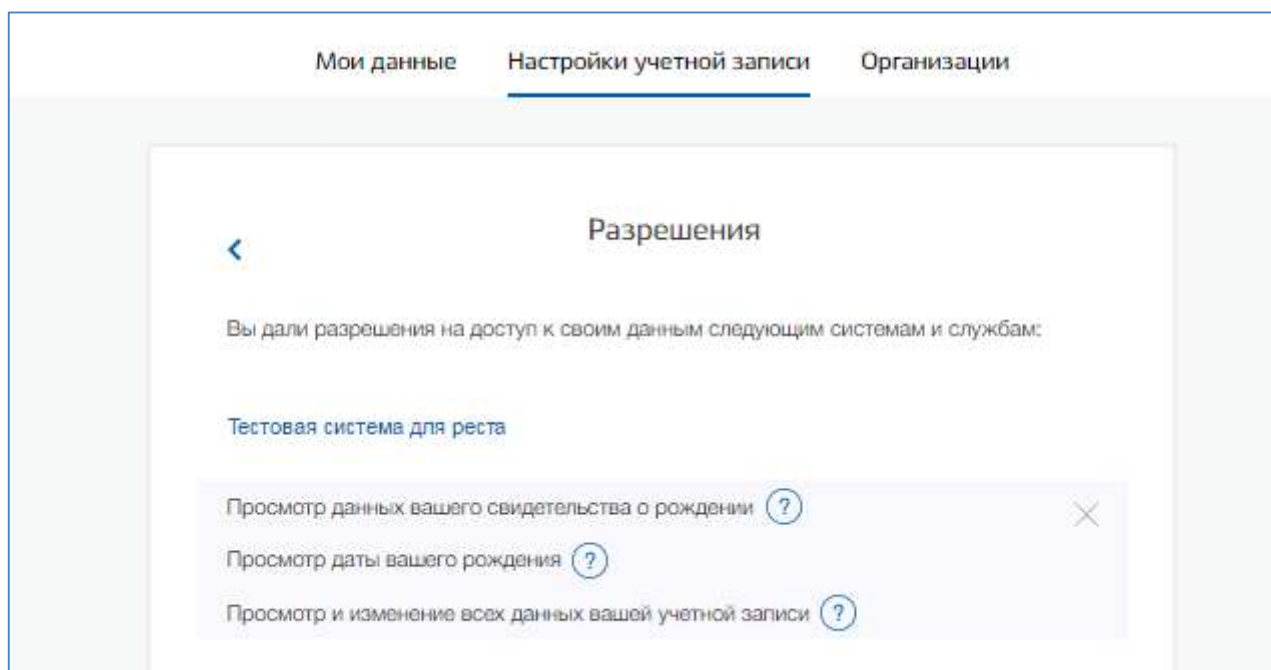 Мои данные Настройки учетной записи Организации
Разрешения
Вы дали разрешения на доступ к своим данным следующим системам и службам:
Тестовая система для реста
Просмотр данных вашего свидетельства о рождении ?
Просмотр даты вашего рождения ?
Просмотр и изменение всех данных вашей учетной записи ?